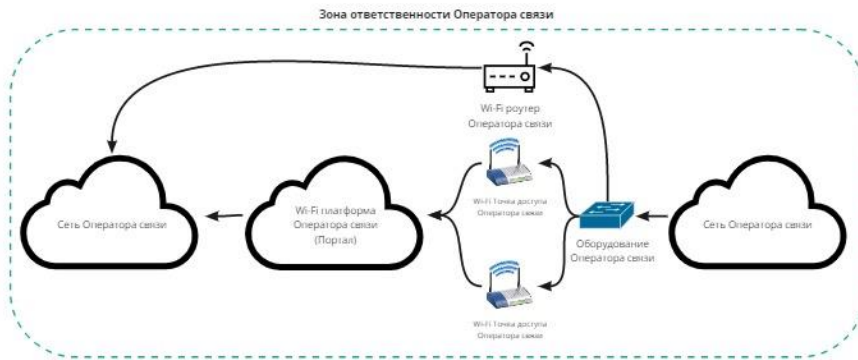 Зона ответственности Оператора связи
Wi-Fi роутер
Оператора связи
Сеть Оператора связи
Wi-Fi платформа
Оператора связи
(Портал)
Wi-Fi Точка доступа
Оператора связи
Оборудование
Оператора связи
Сеть Оператора связи
Wi-Fi Точка доступа
Оператора связи